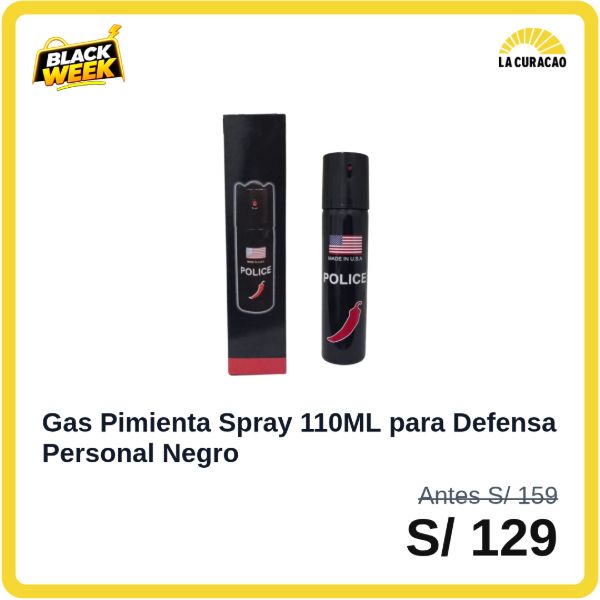 BLACK
WEEK
LA CURACAO
MADE IN U.S.A
POLICE
POLICE
Gas Pimienta Spray 110ML para Defensa
Personal Negro
Antes S/ 159
S/ 129